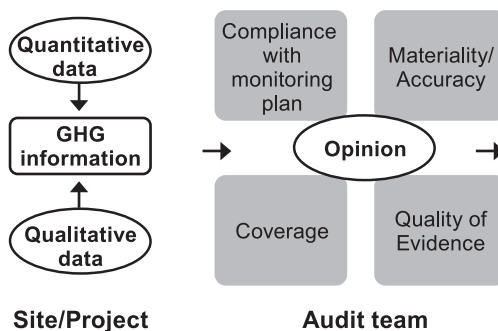 Quantitative
data
GHG
information
Qualitative
data
Site/Project
Compliance
with
monitoring
plan
Materiality/
Accuracy
Opinion
Coverage
Quality of
Evidence
Audit team